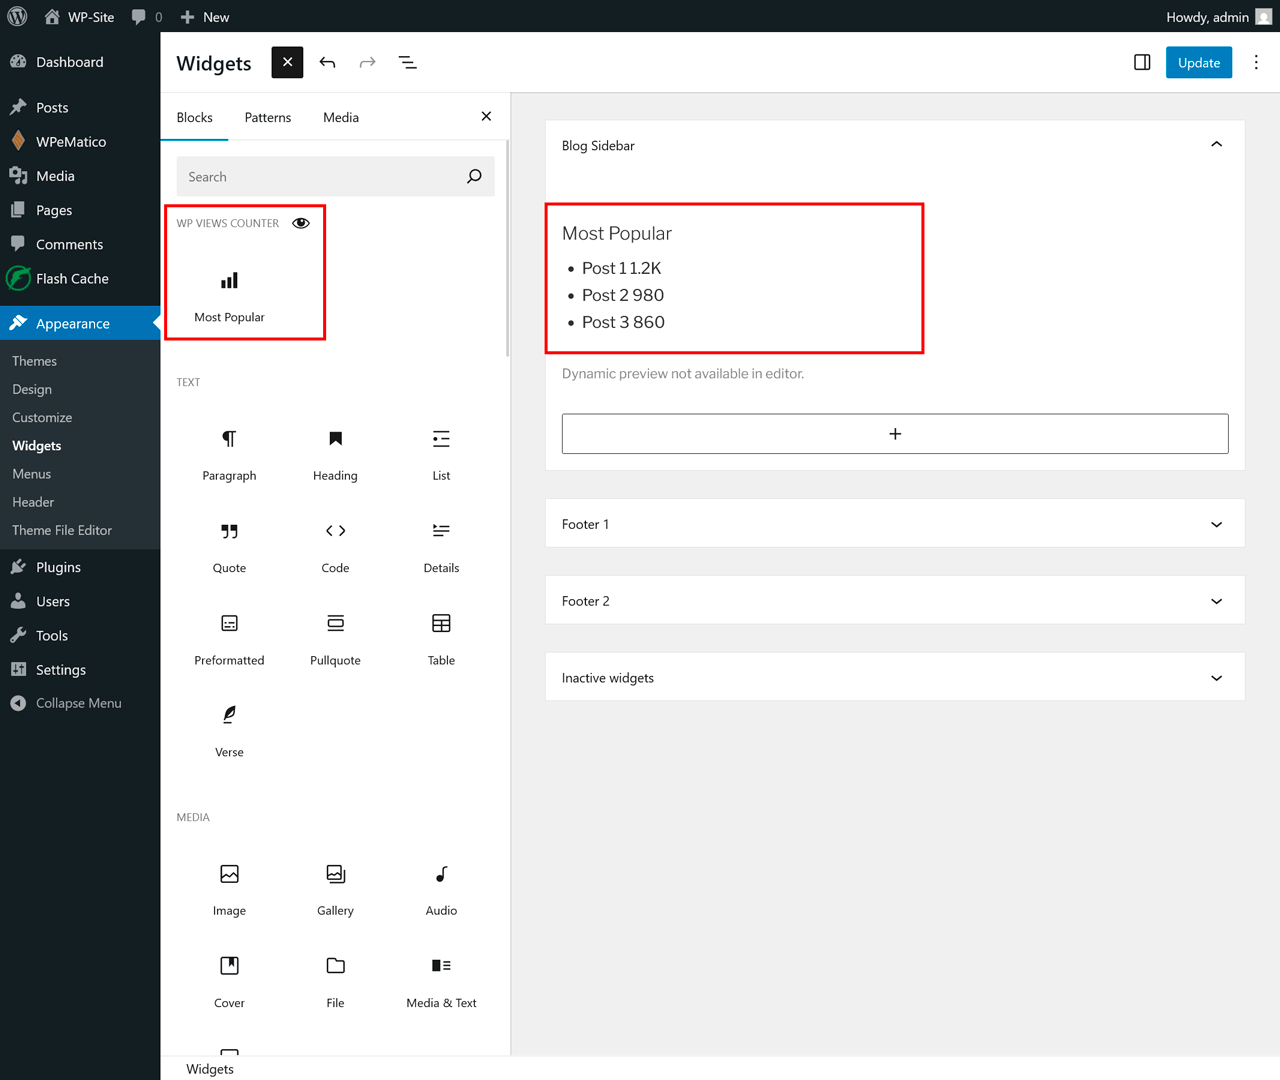 WP-Site
0
New
Howdy, admin
Dashboard
Posts
WPeMatico
Media
Pages
Comments
Flash Cache
Appearance
Themes
Design
Customize
Widgets
Menus
Header
Theme File Editor
Plugins
Users
Tools
Settings
Collapse Menu
Widgets
Update
Blocks
Patterns
Media
Search
WP VIEWS COUNTER
Most Popular
TEXT
Paragraph
Heading
List
Quote
Code
Details
Preformatted
Pullquote
Table
Verse
MEDIA
Image
Gallery
Audio
Cover
File
Media & Text
Blog Sidebar
Most Popular
• Post 1 1.2K
• Post 2 980
• Post 3 860
Dynamic preview not available in editor.
Footer 1
Footer 2
Inactive widgets
Widgets